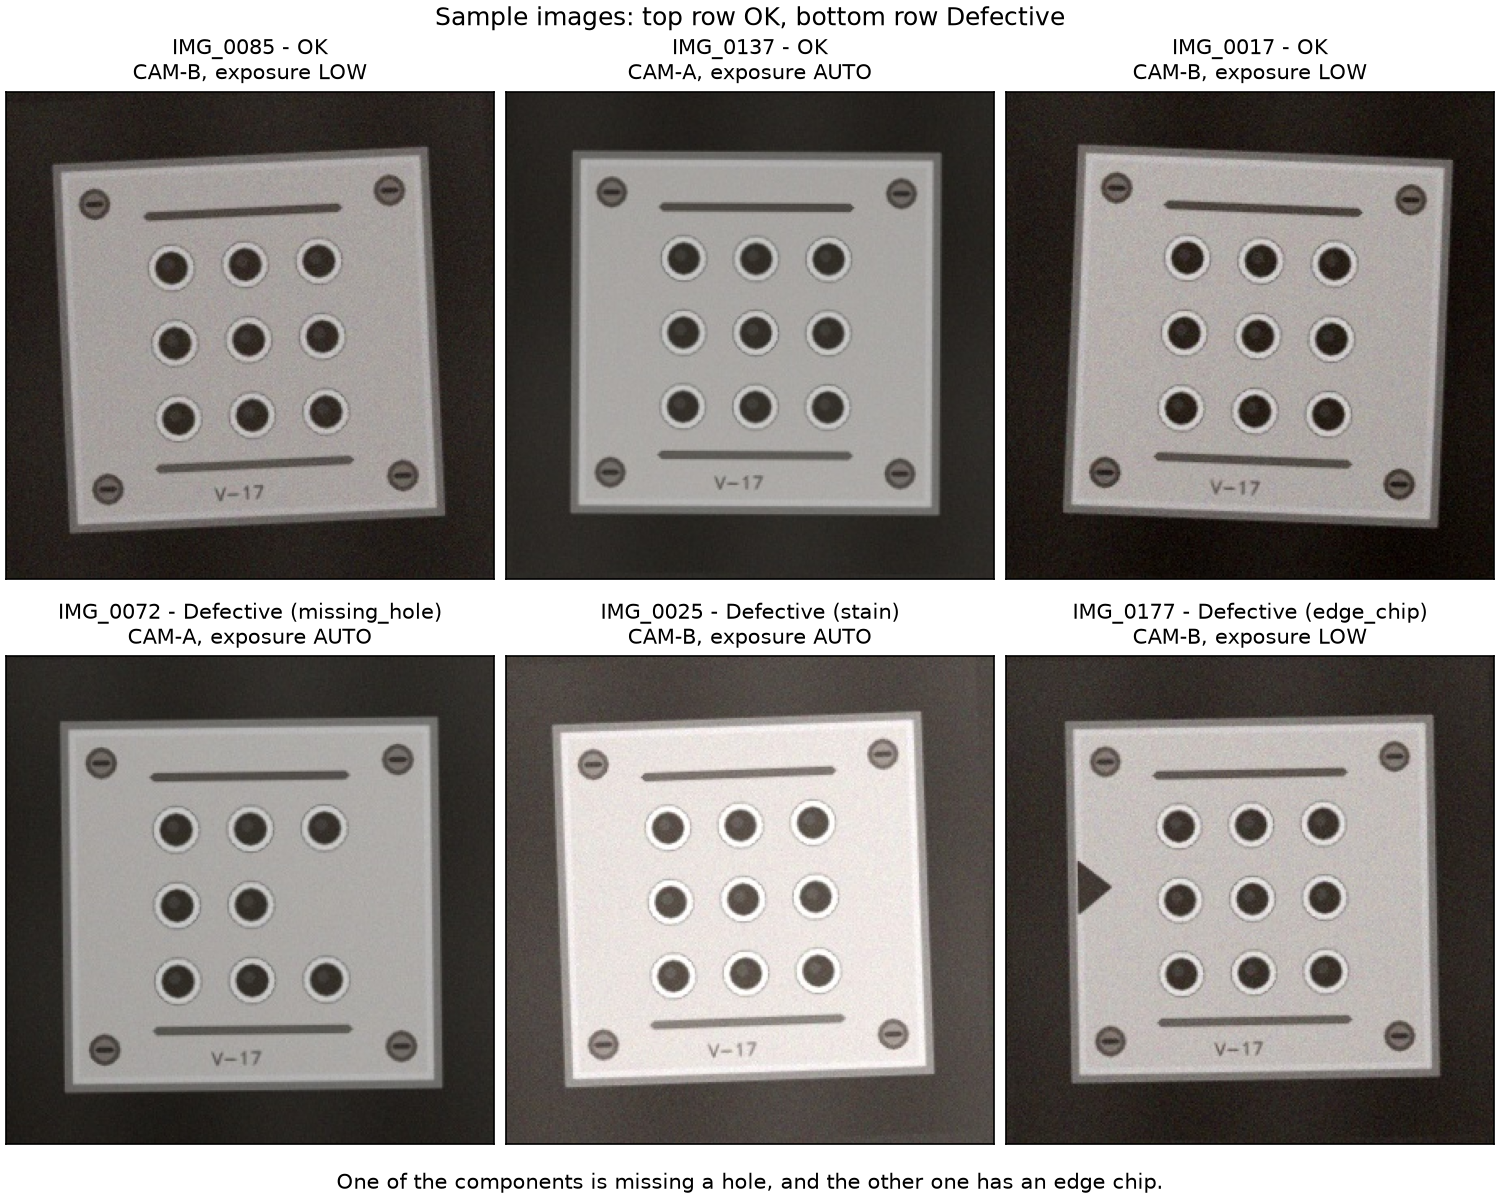 Sample images: top row OK, bottom row Defective
IMG_0085 - OK
CAM-B, exposure LOW
IMG_0137 - OK
CAM-A, exposure AUTO
IMG_0017 - OK
CAM-B, exposure LOW
V-17
V-17
V-17
IMG_0072 - Defective (missing_hole)
CAM-A, exposure AUTO
IMG_0025 - Defective (stain)
CAM-B, exposure AUTO
IMG_0177 - Defective (edge_chip)
CAM-B, exposure LOW
V-17
V-17
V-17
One of the components is missing a hole, and the other one has an edge chip.